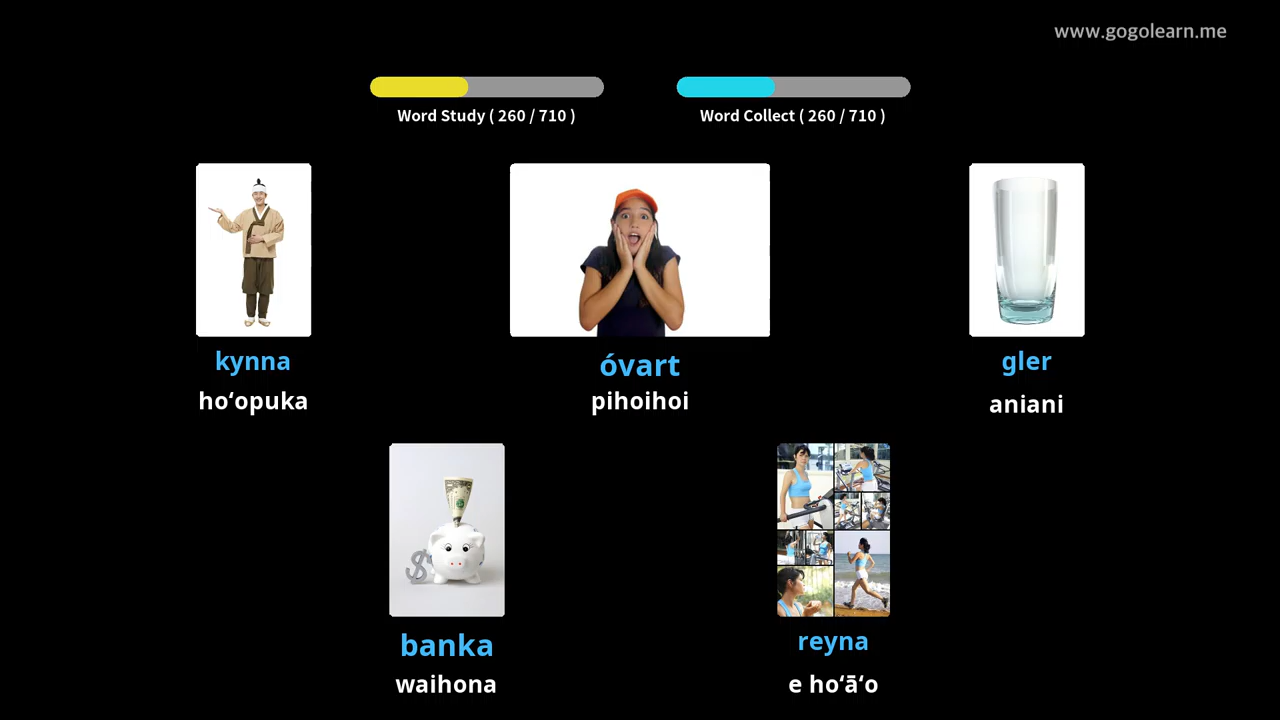 www.gogolearn.me
Word Study ( 260 / 710 )
Word Collect ( 260 / 710 )
kynna
hoʻopuka
óvart
pihoihoi
gler
aniani
banka
waihona
reyna
e hoʻāʻo